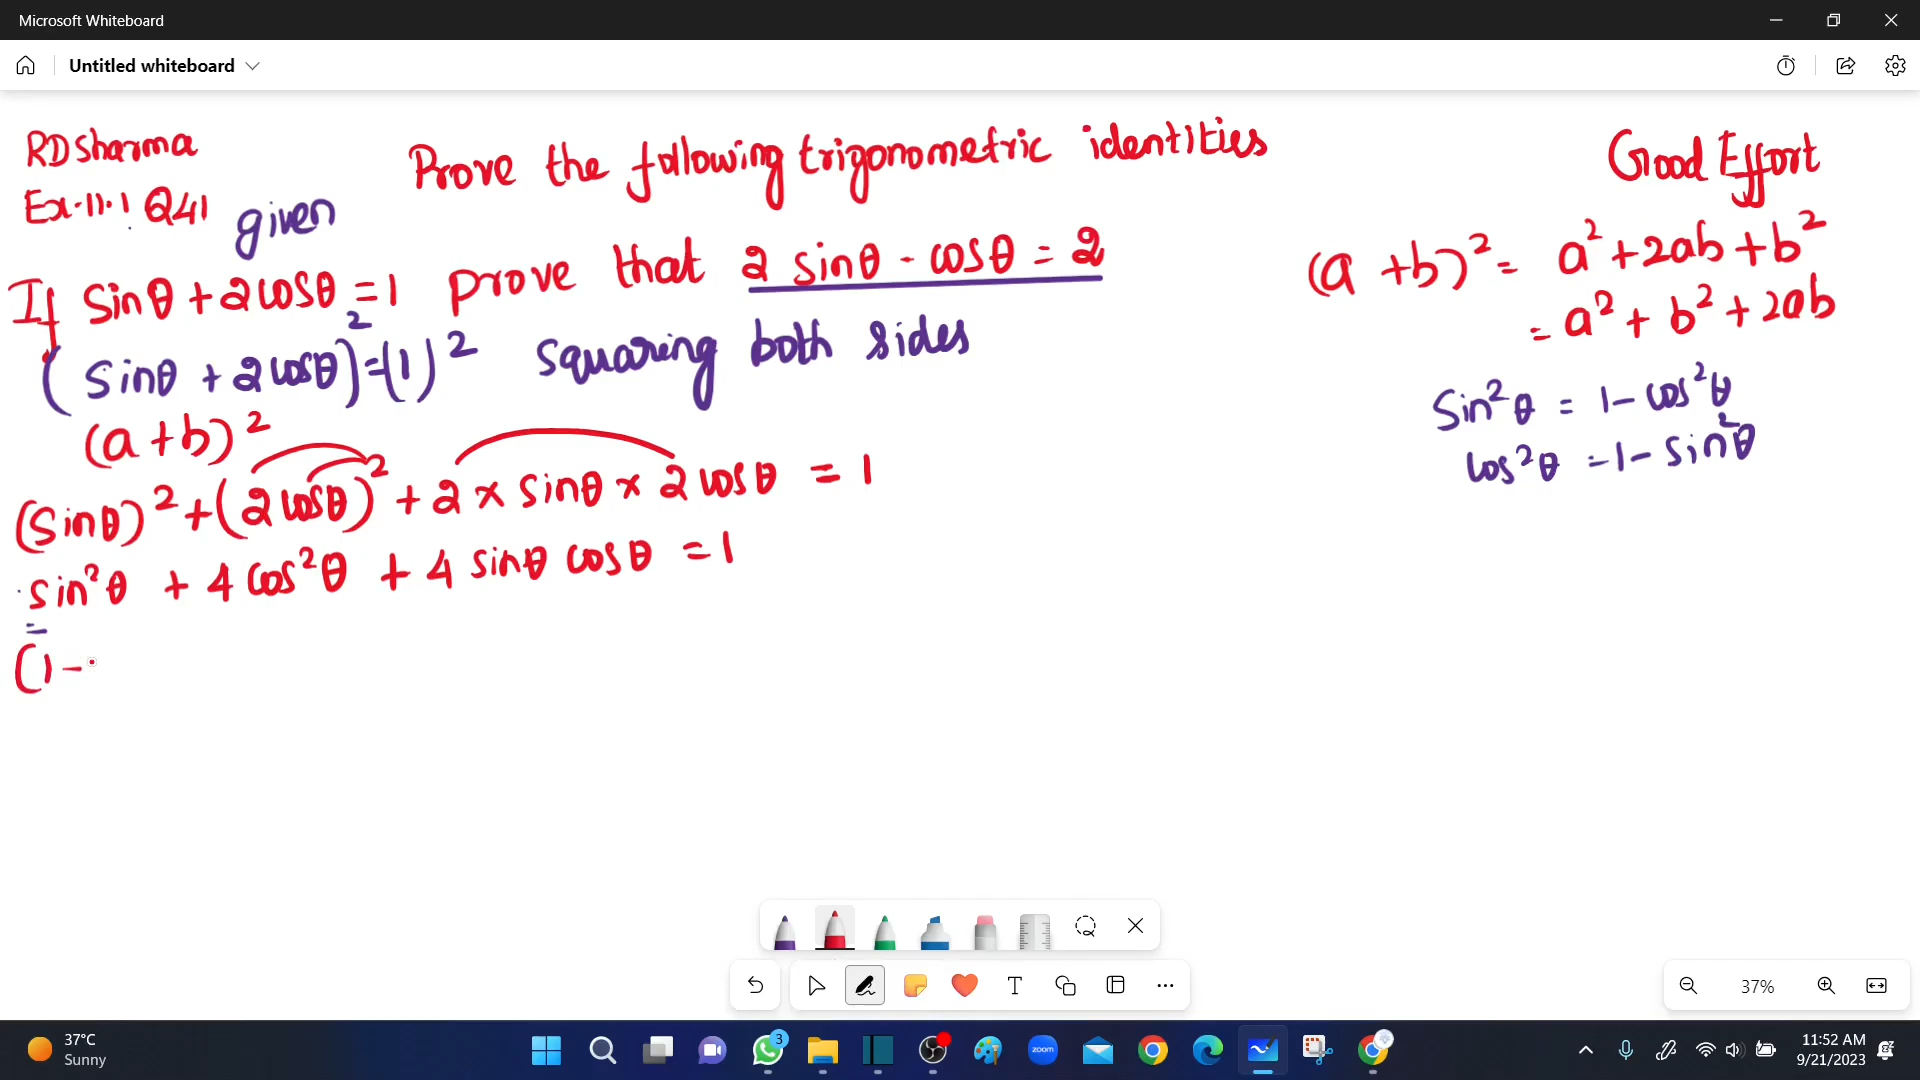 Microsoft Whiteboard
Untitled whiteboard
RD Sharma
Ex-11.1 Q41
Prove the following trigonometric identities
Good Effort
given
If sinθ + 2cosθ = 1 prove that 2 sinθ - cosθ = 2
(sinθ + 2cosθ)² = (1)² squaring both sides
(a+b)²
(sinθ)² + (2cosθ)² + 2 × sinθ × 2cosθ = 1
sin²θ + 4cos²θ + 4 sinθ cosθ = 1
(1 -
(a + b)² = a² + 2ab + b²
= a² + b² + 2ab
Sin²θ = 1 - cos²θ
cos²θ = 1 - sin²θ
37%
37°C
Sunny
3
zoom
11:52 AM
9/21/2023